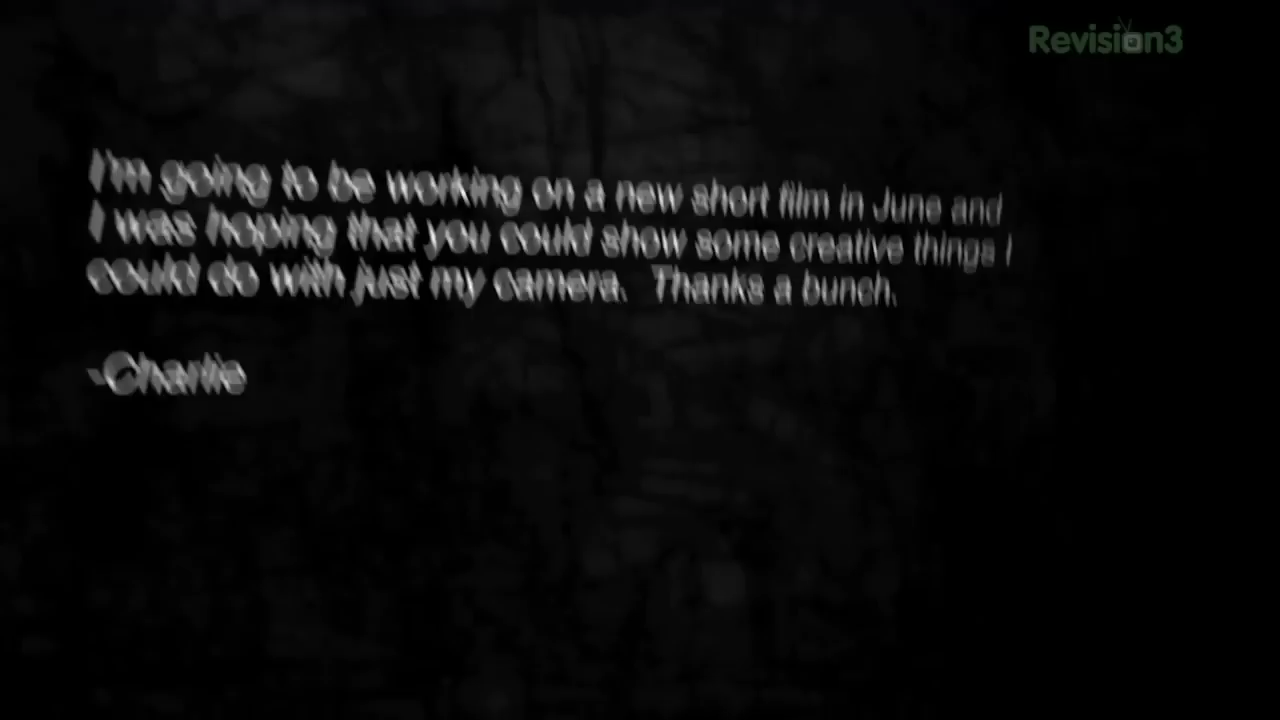 Revision3
I'm going to be working on a new short film in June and
I was hoping that you could show some creative things I
could do with just my camera.  Thanks a bunch.
-Charlie